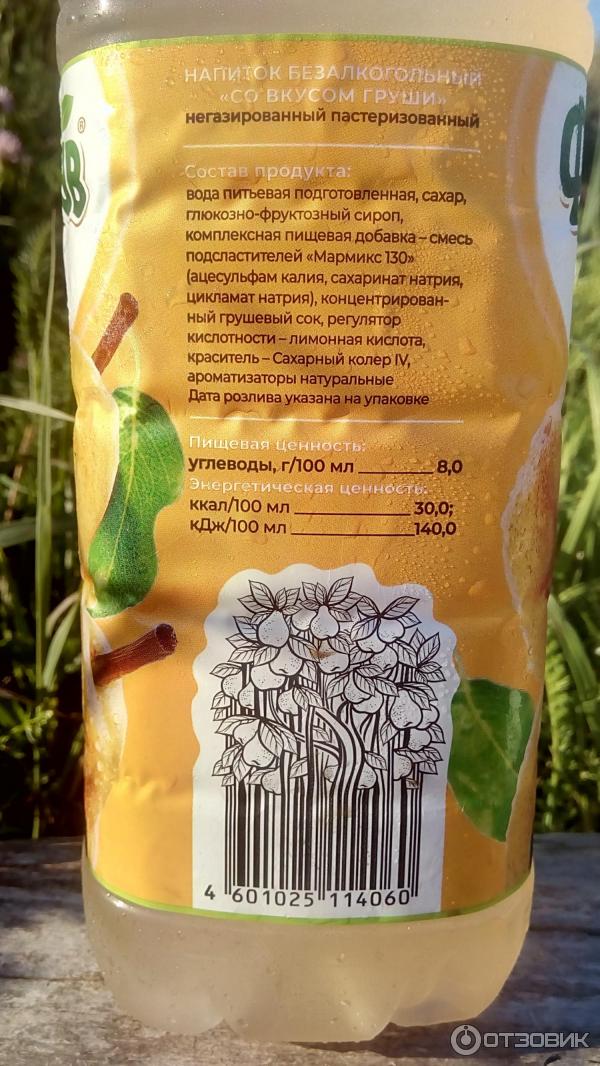 НАПИТОК БЕЗАЛКОГОЛЬНЫЙ
«СО ВКУСОМ ГРУШИ»
негазированный пастеризованный
Состав продукта:
вода питьевая подготовленная, сахар,
глюкозно-фруктозный сироп,
комплексная пищевая добавка – смесь
подсластителей «Мармикс 130»
(ацесульфам калия, сахаринат натрия,
цикламат натрия), концентрирован-
ный грушевый сок, регулятор
кислотности – лимонная кислота,
краситель – Сахарный колер IV,
ароматизаторы натуральные
Дата розлива указана на упаковке
Пищевая ценность:
углеводы, г/100 мл 8,0
Энергетическая ценность:
ккал/100 мл 30,0;
кДж/100 мл 140,0
4 601025 114060
ОТЗОВИК